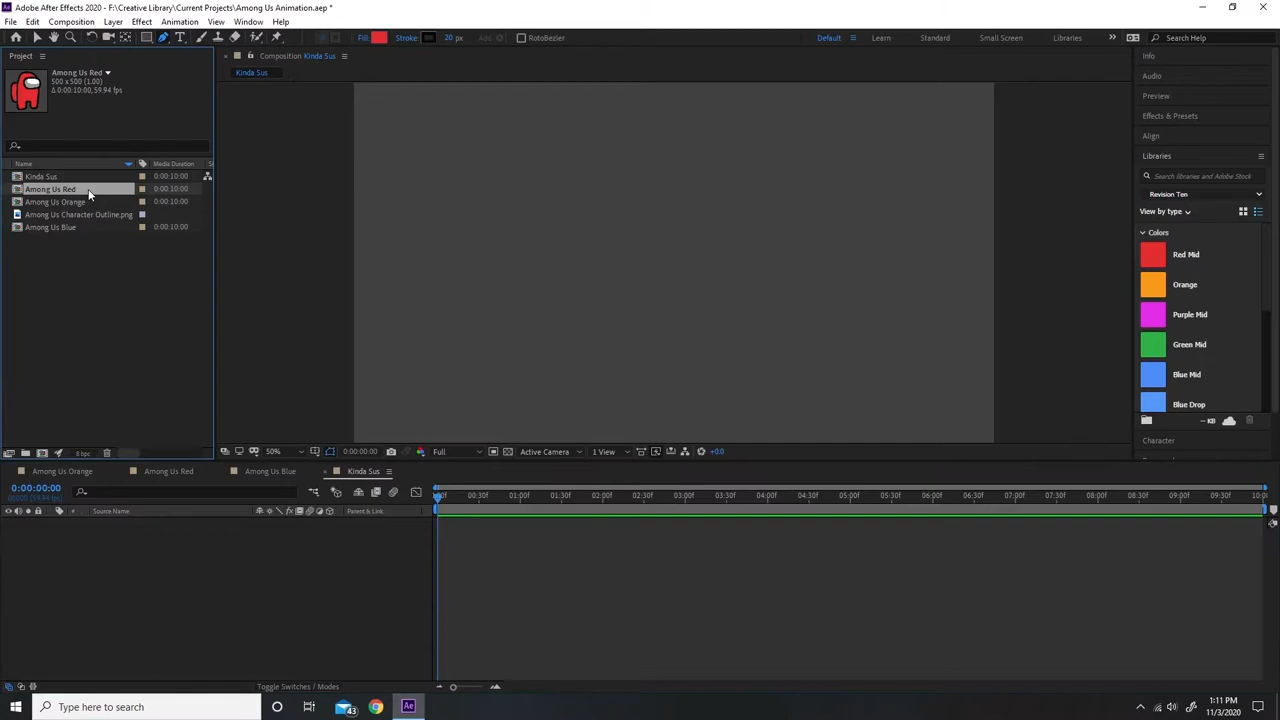 Adobe After Effects 2020 - F:\Creative Library\Current Projects\Among Us Animation.aep *
File Edit Composition Layer Effect Animation View Window Help
Fill: Stroke: 20 px Add: RotoBezier Default Learn Standard Small Screen Libraries Search Help
Project
Among Us Red
500 x 500 (1.00)
Δ 0:00:10:00, 59.94 fps
Name Media Duration
Kinda Sus 0:00:10:00
Among Us Red 0:00:10:00
Among Us Orange 0:00:10:00
Among Us Character Outline.png
Among Us Blue 0:00:10:00
8 bpc
Composition Kinda Sus
Kinda Sus
50% 0:00:00:00 Full Active Camera 1 View +0.0
Info
Audio
Preview
Effects & Presets
Align
Libraries
Search libraries and Adobe Stock
Revision Ten
View by type
Colors
Red Mid
Orange
Purple Mid
Green Mid
Blue Mid
Blue Drop
-- KB
Character
Among Us Orange Among Us Red Among Us Blue Kinda Sus
0:00:00:00
00000 (59.94 fps)
# Source Name Parent & Link
00:30f 01:00f 01:30f 02:00f 02:30f 03:00f 03:30f 04:00f 04:30f 05:00f 05:30f 06:00f 06:30f 07:00f 07:30f 08:00f 08:30f 09:00f 09:30f
Toggle Switches / Modes
Type here to search
43
Ae
1:11 PM
11/3/2020